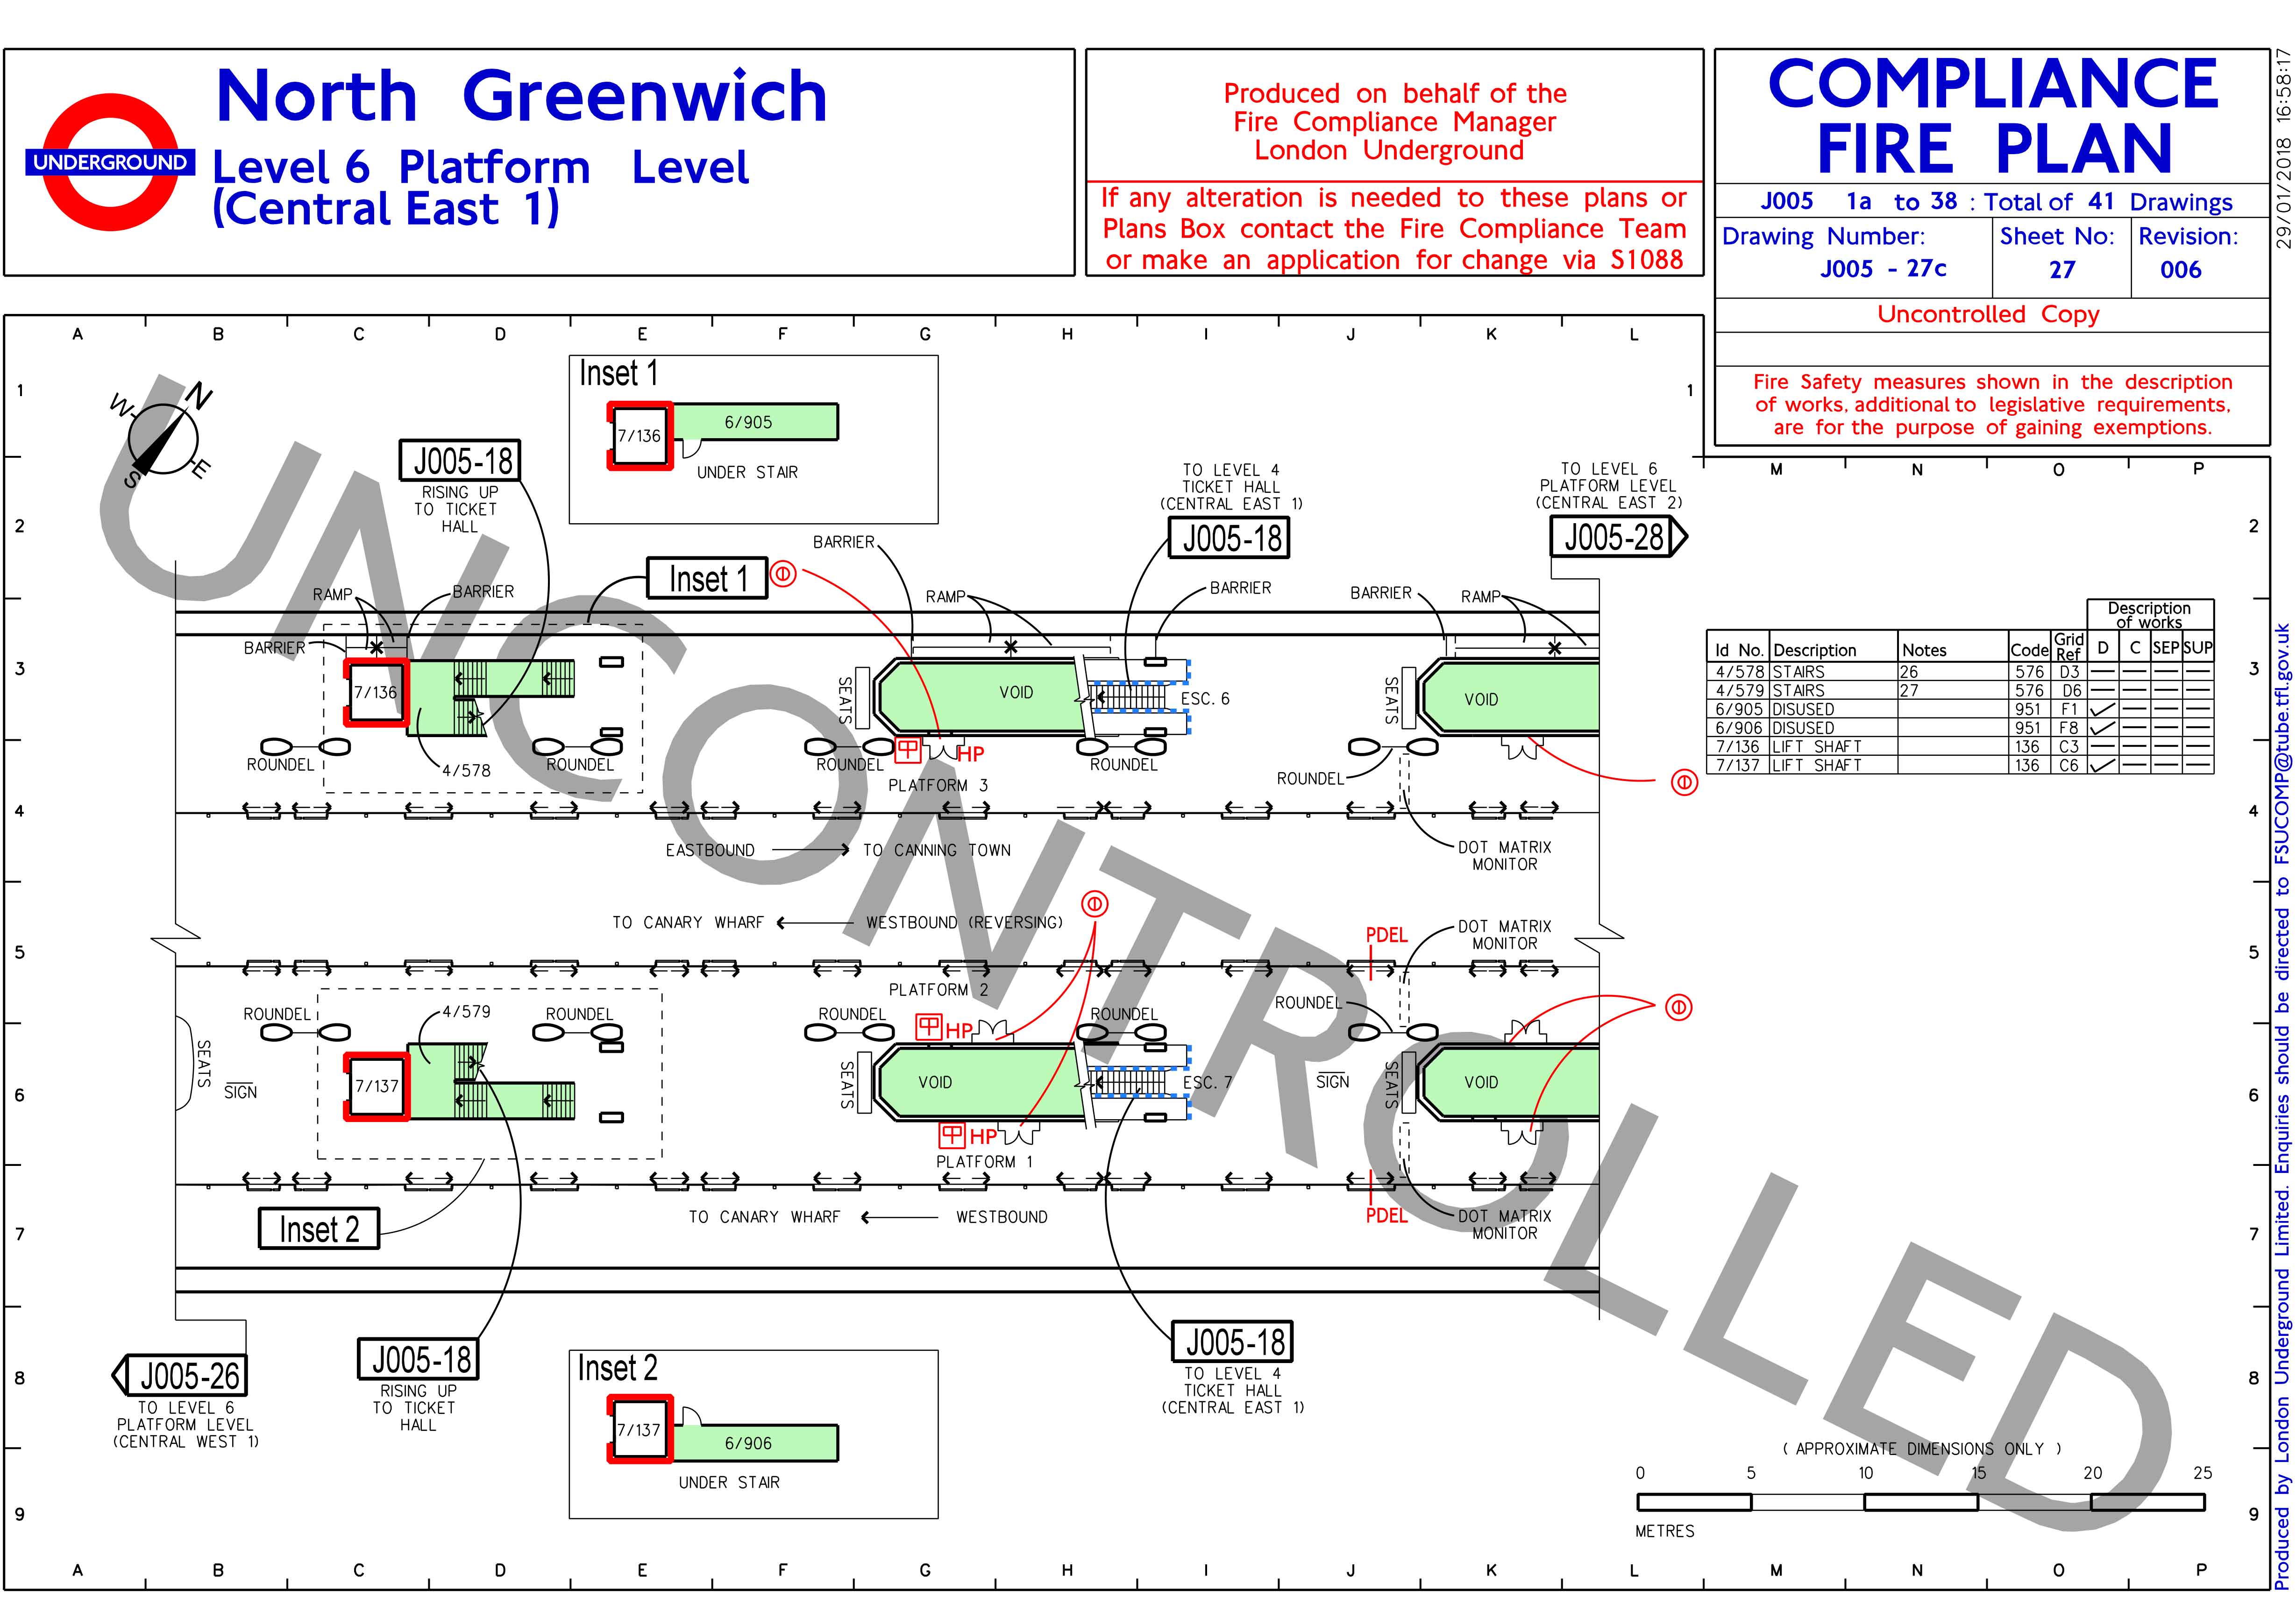 UNDERGROUND
North Greenwich
Level 6 Platform Level
(Central East 1)
Produced on behalf of the
Fire Compliance Manager
London Underground
If any alteration is needed to these plans or
Plans Box contact the Fire Compliance Team
or make an application for change via S1088
COMPLIANCE
FIRE PLAN
J005 1a to 38 : Total of 41 Drawings
Drawing Number:
J005 - 27c
Sheet No:
27
Revision:
006
Uncontrolled Copy
Fire Safety measures shown in the description
of works, additional to legislative requirements,
are for the purpose of gaining exemptions.
29/01/2018 16:58:17
Produced by London Underground Limited. Enquiries should be directed to FSUCOMP@tube.tfl.gov.uk
A B C D E F G H I J K L
M N O P
1
1
2
2
3
3
4
4
5
5
6
6
7
7
8
8
9
9
A B C D E F G H I J K L M N O P
UNCONTROLLED
N
W
E
S
Inset 1
7/136
6/905
UNDER STAIR
J005-18
RISING UP
TO TICKET
HALL
TO LEVEL 4
TICKET HALL
(CENTRAL EAST 1)
J005-18
TO LEVEL 6
PLATFORM LEVEL
(CENTRAL EAST 2)
J005-28
Inset 1
BARRIER
RAMP
BARRIER
BARRIER
RAMP
BARRIER
BARRIER
RAMP
7/136
SEATS
VOID
ESC. 6
SEATS
VOID
ROUNDEL
4/578
ROUNDEL
ROUNDEL
HP
PLATFORM 3
ROUNDEL
ROUNDEL
EASTBOUND
TO CANNING TOWN
DOT MATRIX
MONITOR
TO CANARY WHARF
WESTBOUND (REVERSING)
PDEL
DOT MATRIX
MONITOR
PLATFORM 2
ROUNDEL
4/579
ROUNDEL
ROUNDEL
HP
ROUNDEL
ROUNDEL
SEATS
SIGN
7/137
SEATS
VOID
ESC. 7
SIGN
SEATS
VOID
HP
PLATFORM 1
Inset 2
TO CANARY WHARF
WESTBOUND
PDEL
DOT MATRIX
MONITOR
J005-26
TO LEVEL 6
PLATFORM LEVEL
(CENTRAL WEST 1)
J005-18
RISING UP
TO TICKET
HALL
Inset 2
7/137
6/906
UNDER STAIR
J005-18
TO LEVEL 4
TICKET HALL
(CENTRAL EAST 1)
Description
of works
Id No. Description Notes Code Grid Ref D C SEP SUP
4/578 STAIRS 26 576 D3 — — — —
4/579 STAIRS 27 576 D6 — — — —
6/905 DISUSED 951 F1 ✓ — — —
6/906 DISUSED 951 F8 ✓ — — —
7/136 LIFT SHAFT 136 C3 — — — —
7/137 LIFT SHAFT 136 C6 ✓ — — —
( APPROXIMATE DIMENSIONS ONLY )
0 5 10 15 20 25
METRES